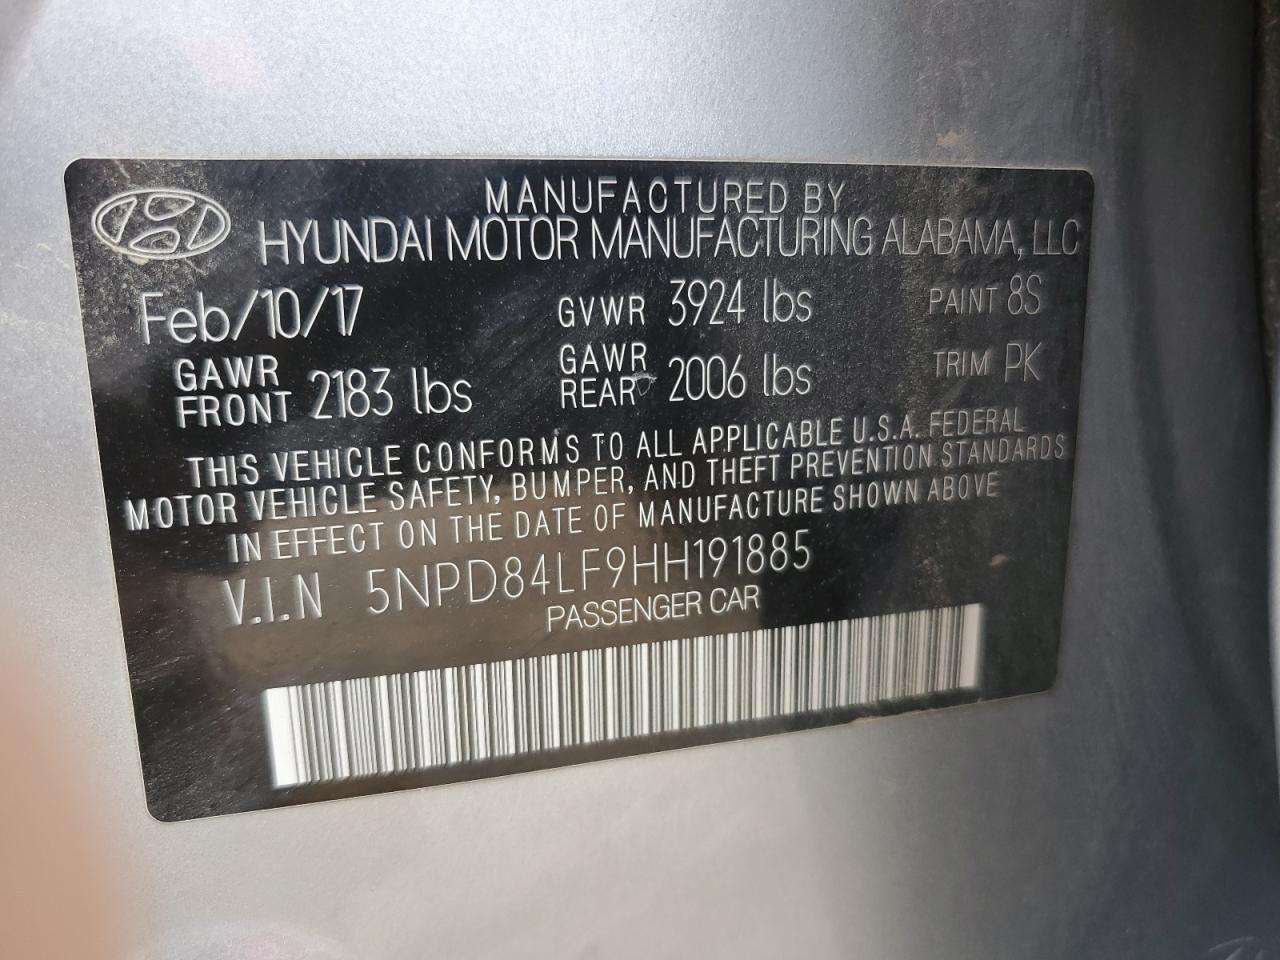 MANUFACTURED BY
HYUNDAI MOTOR MANUFACTURING ALABAMA, LLC
Feb/10/17 GVWR 3924 lbs PAINT 8S
GAWR FRONT 2183 lbs GAWR REAR 2006 lbs TRIM PK
THIS VEHICLE CONFORMS TO ALL APPLICABLE U.S.A. FEDERAL
MOTOR VEHICLE SAFETY, BUMPER, AND THEFT PREVENTION STANDARDS
IN EFFECT ON THE DATE OF MANUFACTURE SHOWN ABOVE
V.I.N 5NPD84LF9HH191885
PASSENGER CAR